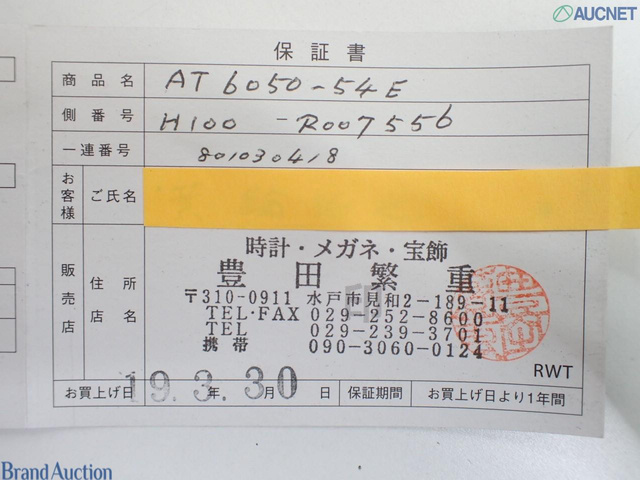 AUCNET
保証書
商品名 AT6050-54E
側番号 H100-R007556
一連番号 801030418
お客様 ご氏名
販売店 住所 店名
時計・メガネ・宝飾
豊田繁重
〒310-0911 水戸市見和2-189-11
TEL・FAX 029-252-8600
TEL 029-239-3701
携帯 090-3060-0124
印
RWT
お買上げ日 19.3年.30月 日 保証期間 お買上げ日より1年間
Brand Auction